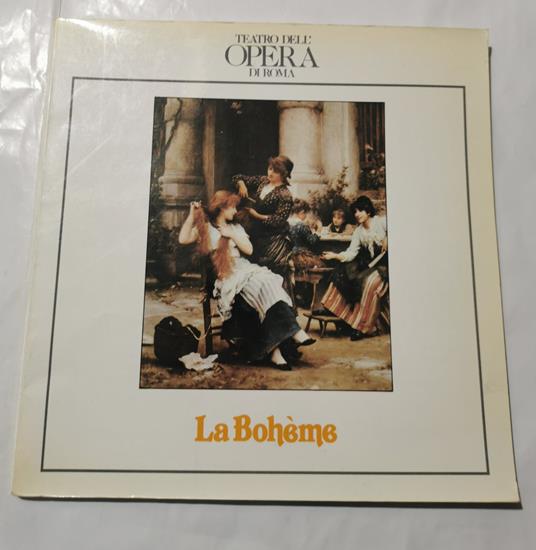 TEATRO DELL'
OPERA
DI ROMA
La Bohème